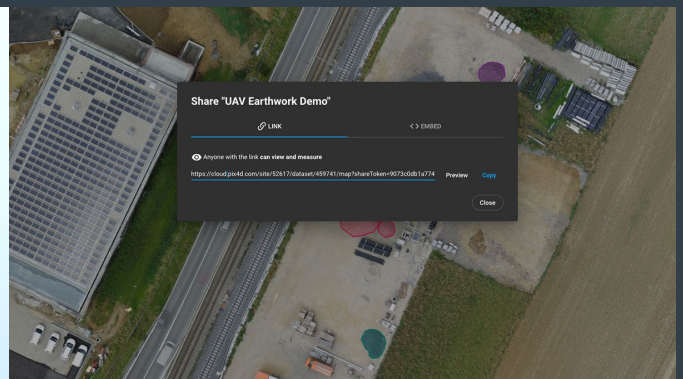 Share "UAV Earthwork Demo"
LINK
<> EMBED
Anyone with the link can view and measure
https://cloud.pix4d.com/site/52617/dataset/459741/map?shareToken=9073c0db1a774
Preview
Copy
Close